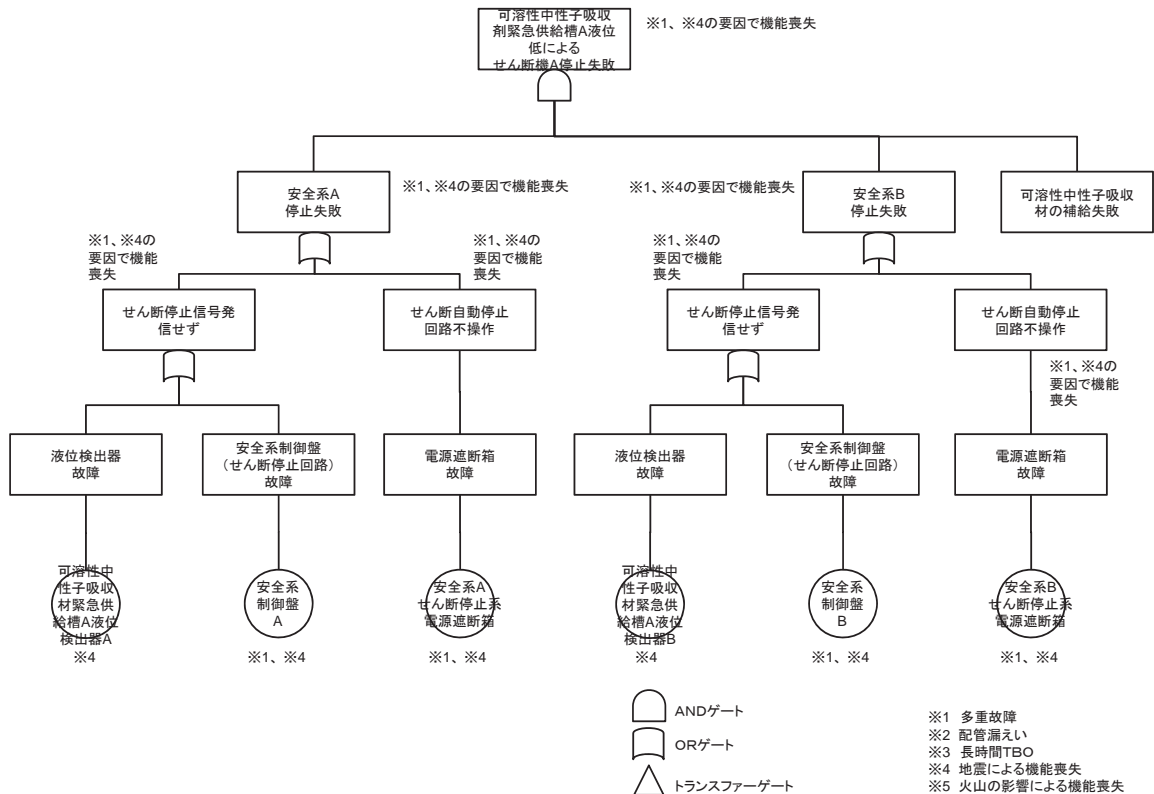 可溶性中性子吸収
剤緊急供給槽A液位
低による
せん断機A停止失敗
※1、※4の要因で機能喪失
安全系A
停止失敗
※1、※4の要因で機能喪失
※1、※4の要因で機能喪失
安全系B
停止失敗
可溶性中性子吸収
材の補給失敗
※1、※4の
要因で機能
喪失
※1、※4の
要因で機能
喪失
※1、※4の
要因で機能
喪失
せん断停止信号発
信せず
せん断自動停止
回路不操作
せん断停止信号発
信せず
せん断自動停止
回路不操作
※1、※4の
要因で機能
喪失
液位検出器
故障
安全系制御盤
(せん断停止回路)
故障
電源遮断箱
故障
液位検出器
故障
安全系制御盤
(せん断停止回路)
故障
電源遮断箱
故障
可溶性中
性子吸収
材緊急供
給槽A液位
検出器A
※4
安全系
制御盤
A
※1、※4
安全系A
せん断停止系
電源遮断箱
※1、※4
可溶性中
性子吸収
材緊急供
給槽A液位
検出器B
※4
安全系
制御盤
B
※1、※4
安全系B
せん断停止系
電源遮断箱
※1、※4
ANDゲート
ORゲート
トランスファーゲート
※1 多重故障
※2 配管漏えい
※3 長時間TBO
※4 地震による機能喪失
※5 火山の影響による機能喪失